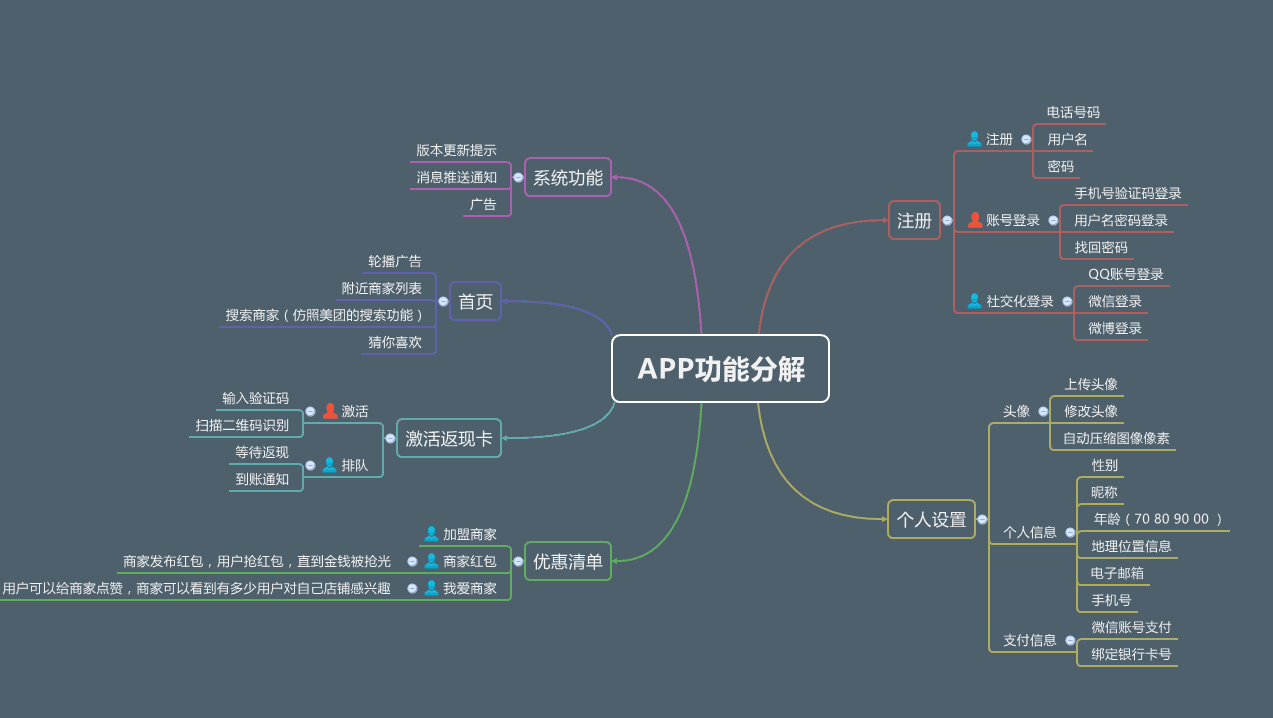 APP功能分解
注册
注册
电话号码
用户名
密码
账号登录
手机号验证码登录
用户名密码登录
找回密码
社交化登录
QQ账号登录
微信登录
微博登录
个人设置
头像
上传头像
修改头像
自动压缩图像像素
个人信息
性别
昵称
年龄（70 80 90 00 ）
地理位置信息
电子邮箱
手机号
支付信息
微信账号支付
绑定银行卡号
系统功能
版本更新提示
消息推送通知
广告
首页
轮播广告
附近商家列表
搜索商家（仿照美团的搜索功能）
猜你喜欢
激活返现卡
激活
输入验证码
扫描二维码识别
排队
等待返现
到账通知
优惠清单
加盟商家
商家红包
商家发布红包，用户抢红包，直到金钱被抢光
我爱商家
用户可以给商家点赞，商家可以看到有多少用户对自己店铺感兴趣